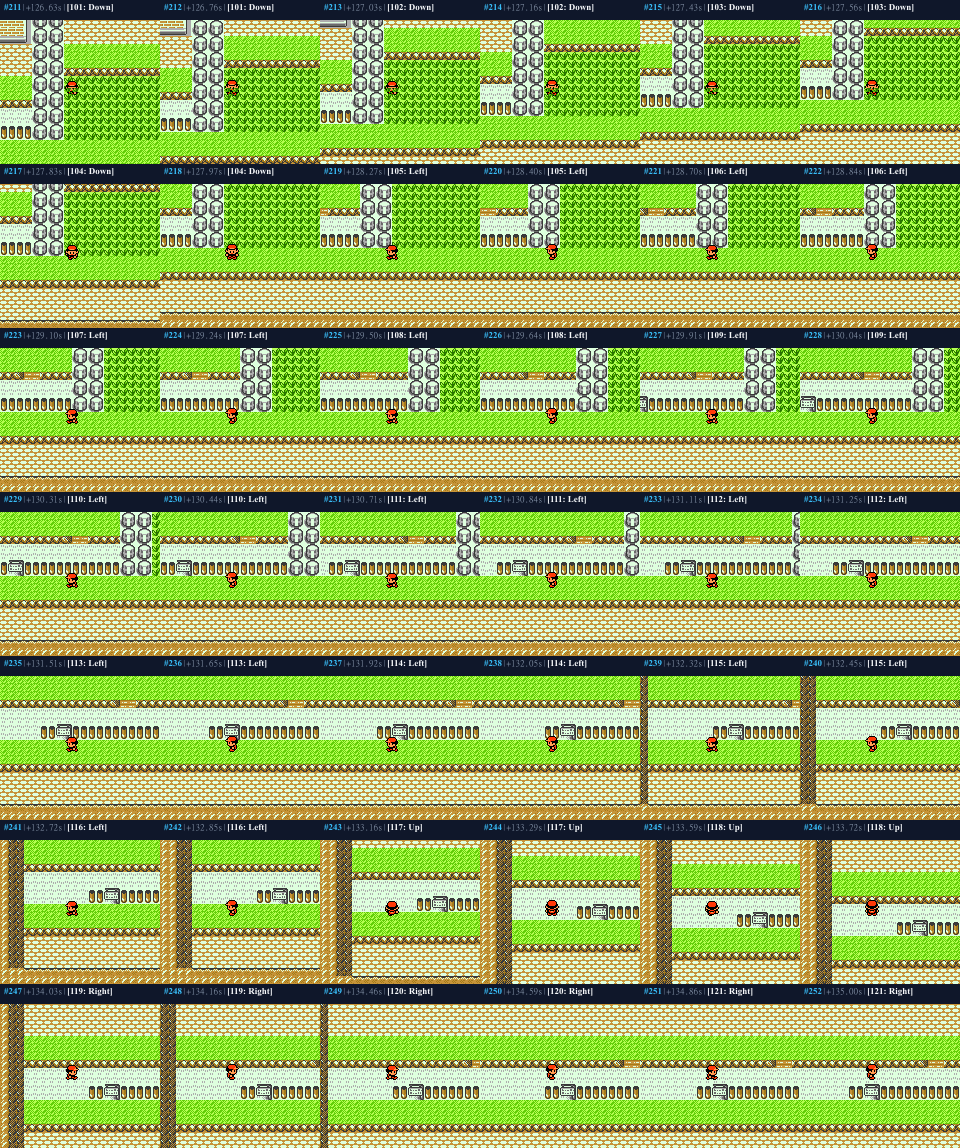 #211|+126.63s|[101: Down] #212|+126.76s|[101: Down] #213|+127.03s|[102: Down] #214|+127.16s|[102: Down] #215|+127.43s|[103: Down] #216|+127.56s|[103: Down]
#217|+127.83s|[104: Down] #218|+127.97s|[104: Down] #219|+128.27s|[105: Left] #220|+128.40s|[105: Left] #221|+128.70s|[106: Left] #222|+128.84s|[106: Left]
#223|+129.10s|[107: Left] #224|+129.24s|[107: Left] #225|+129.50s|[108: Left] #226|+129.64s|[108: Left] #227|+129.91s|[109: Left] #228|+130.04s|[109: Left]
#229|+130.31s|[110: Left] #230|+130.44s|[110: Left] #231|+130.71s|[111: Left] #232|+130.84s|[111: Left] #233|+131.11s|[112: Left] #234|+131.25s|[112: Left]
#235|+131.51s|[113: Left] #236|+131.65s|[113: Left] #237|+131.92s|[114: Left] #238|+132.05s|[114: Left] #239|+132.32s|[115: Left] #240|+132.45s|[115: Left]
#241|+132.72s|[116: Left] #242|+132.85s|[116: Left] #243|+133.16s|[117: Up] #244|+133.29s|[117: Up] #245|+133.59s|[118: Up] #246|+133.72s|[118: Up]
#247|+134.03s|[119: Right] #248|+134.16s|[119: Right] #249|+134.46s|[120: Right] #250|+134.59s|[120: Right] #251|+134.86s|[121: Right] #252|+135.00s|[121: Right]